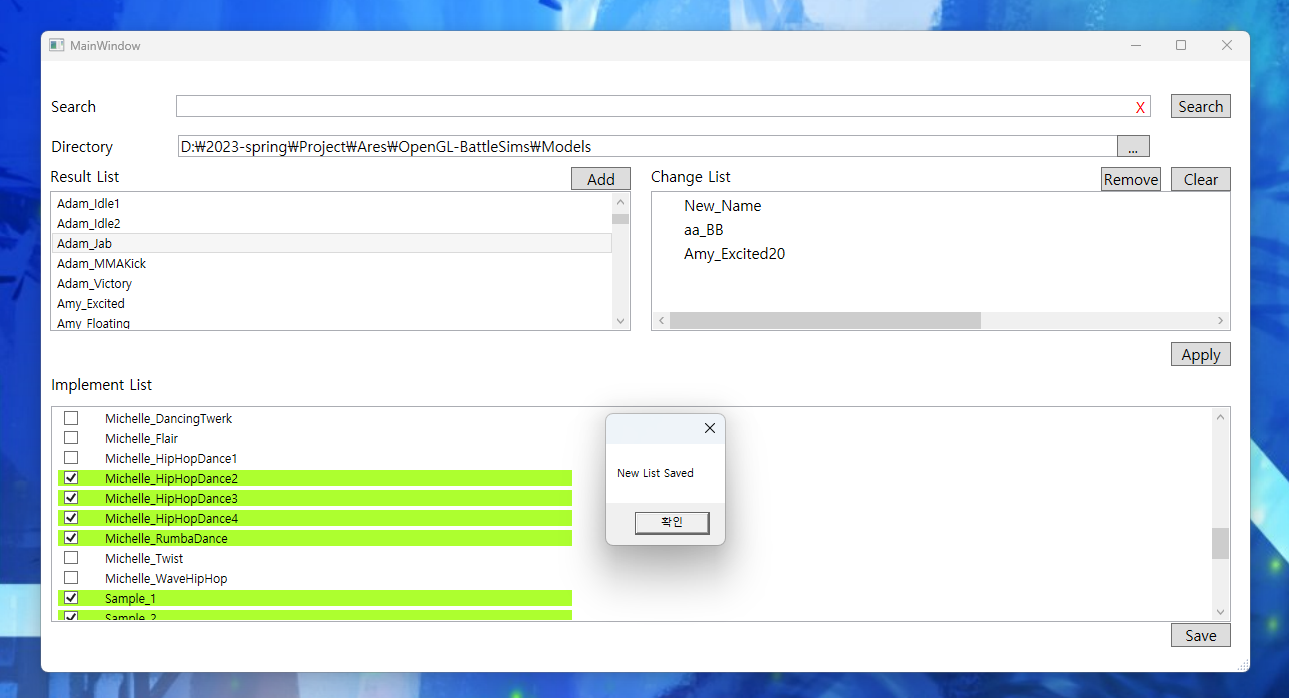 MainWindow
Search
X
Search
Directory
D:₩2023-spring₩Project₩Ares₩OpenGL-BattleSims₩Models
...
Result List
Add
Change List
Remove
Clear
Adam_Idle1
Adam_Idle2
Adam_Jab
Adam_MMAKick
Adam_Victory
Amy_Excited
Amy_Floating
New_Name
aa_BB
Amy_Excited20
Apply
Implement List
Michelle_DancingTwerk
Michelle_Flair
Michelle_HipHopDance1
Michelle_HipHopDance2
Michelle_HipHopDance3
Michelle_HipHopDance4
Michelle_RumbaDance
Michelle_Twist
Michelle_WaveHipHop
Sample_1
Sample_2
New List Saved
확인
Save